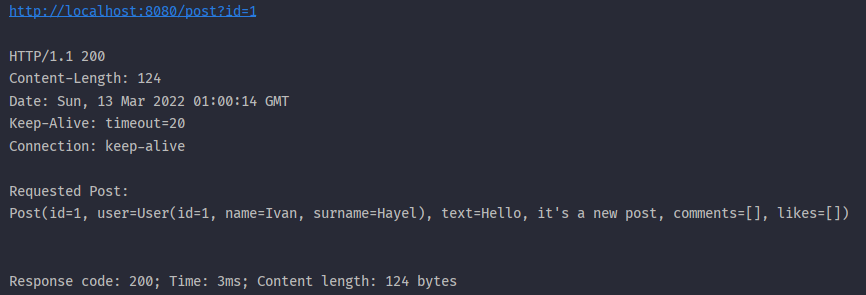 http://localhost:8080/post?id=1
HTTP/1.1 200
Content-Length: 124
Date: Sun, 13 Mar 2022 01:00:14 GMT
Keep-Alive: timeout=20
Connection: keep-alive
Requested Post:
Post(id=1, user=User(id=1, name=Ivan, surname=Hayel), text=Hello, it's a new post, comments=[], likes=[])
Response code: 200; Time: 3ms; Content length: 124 bytes